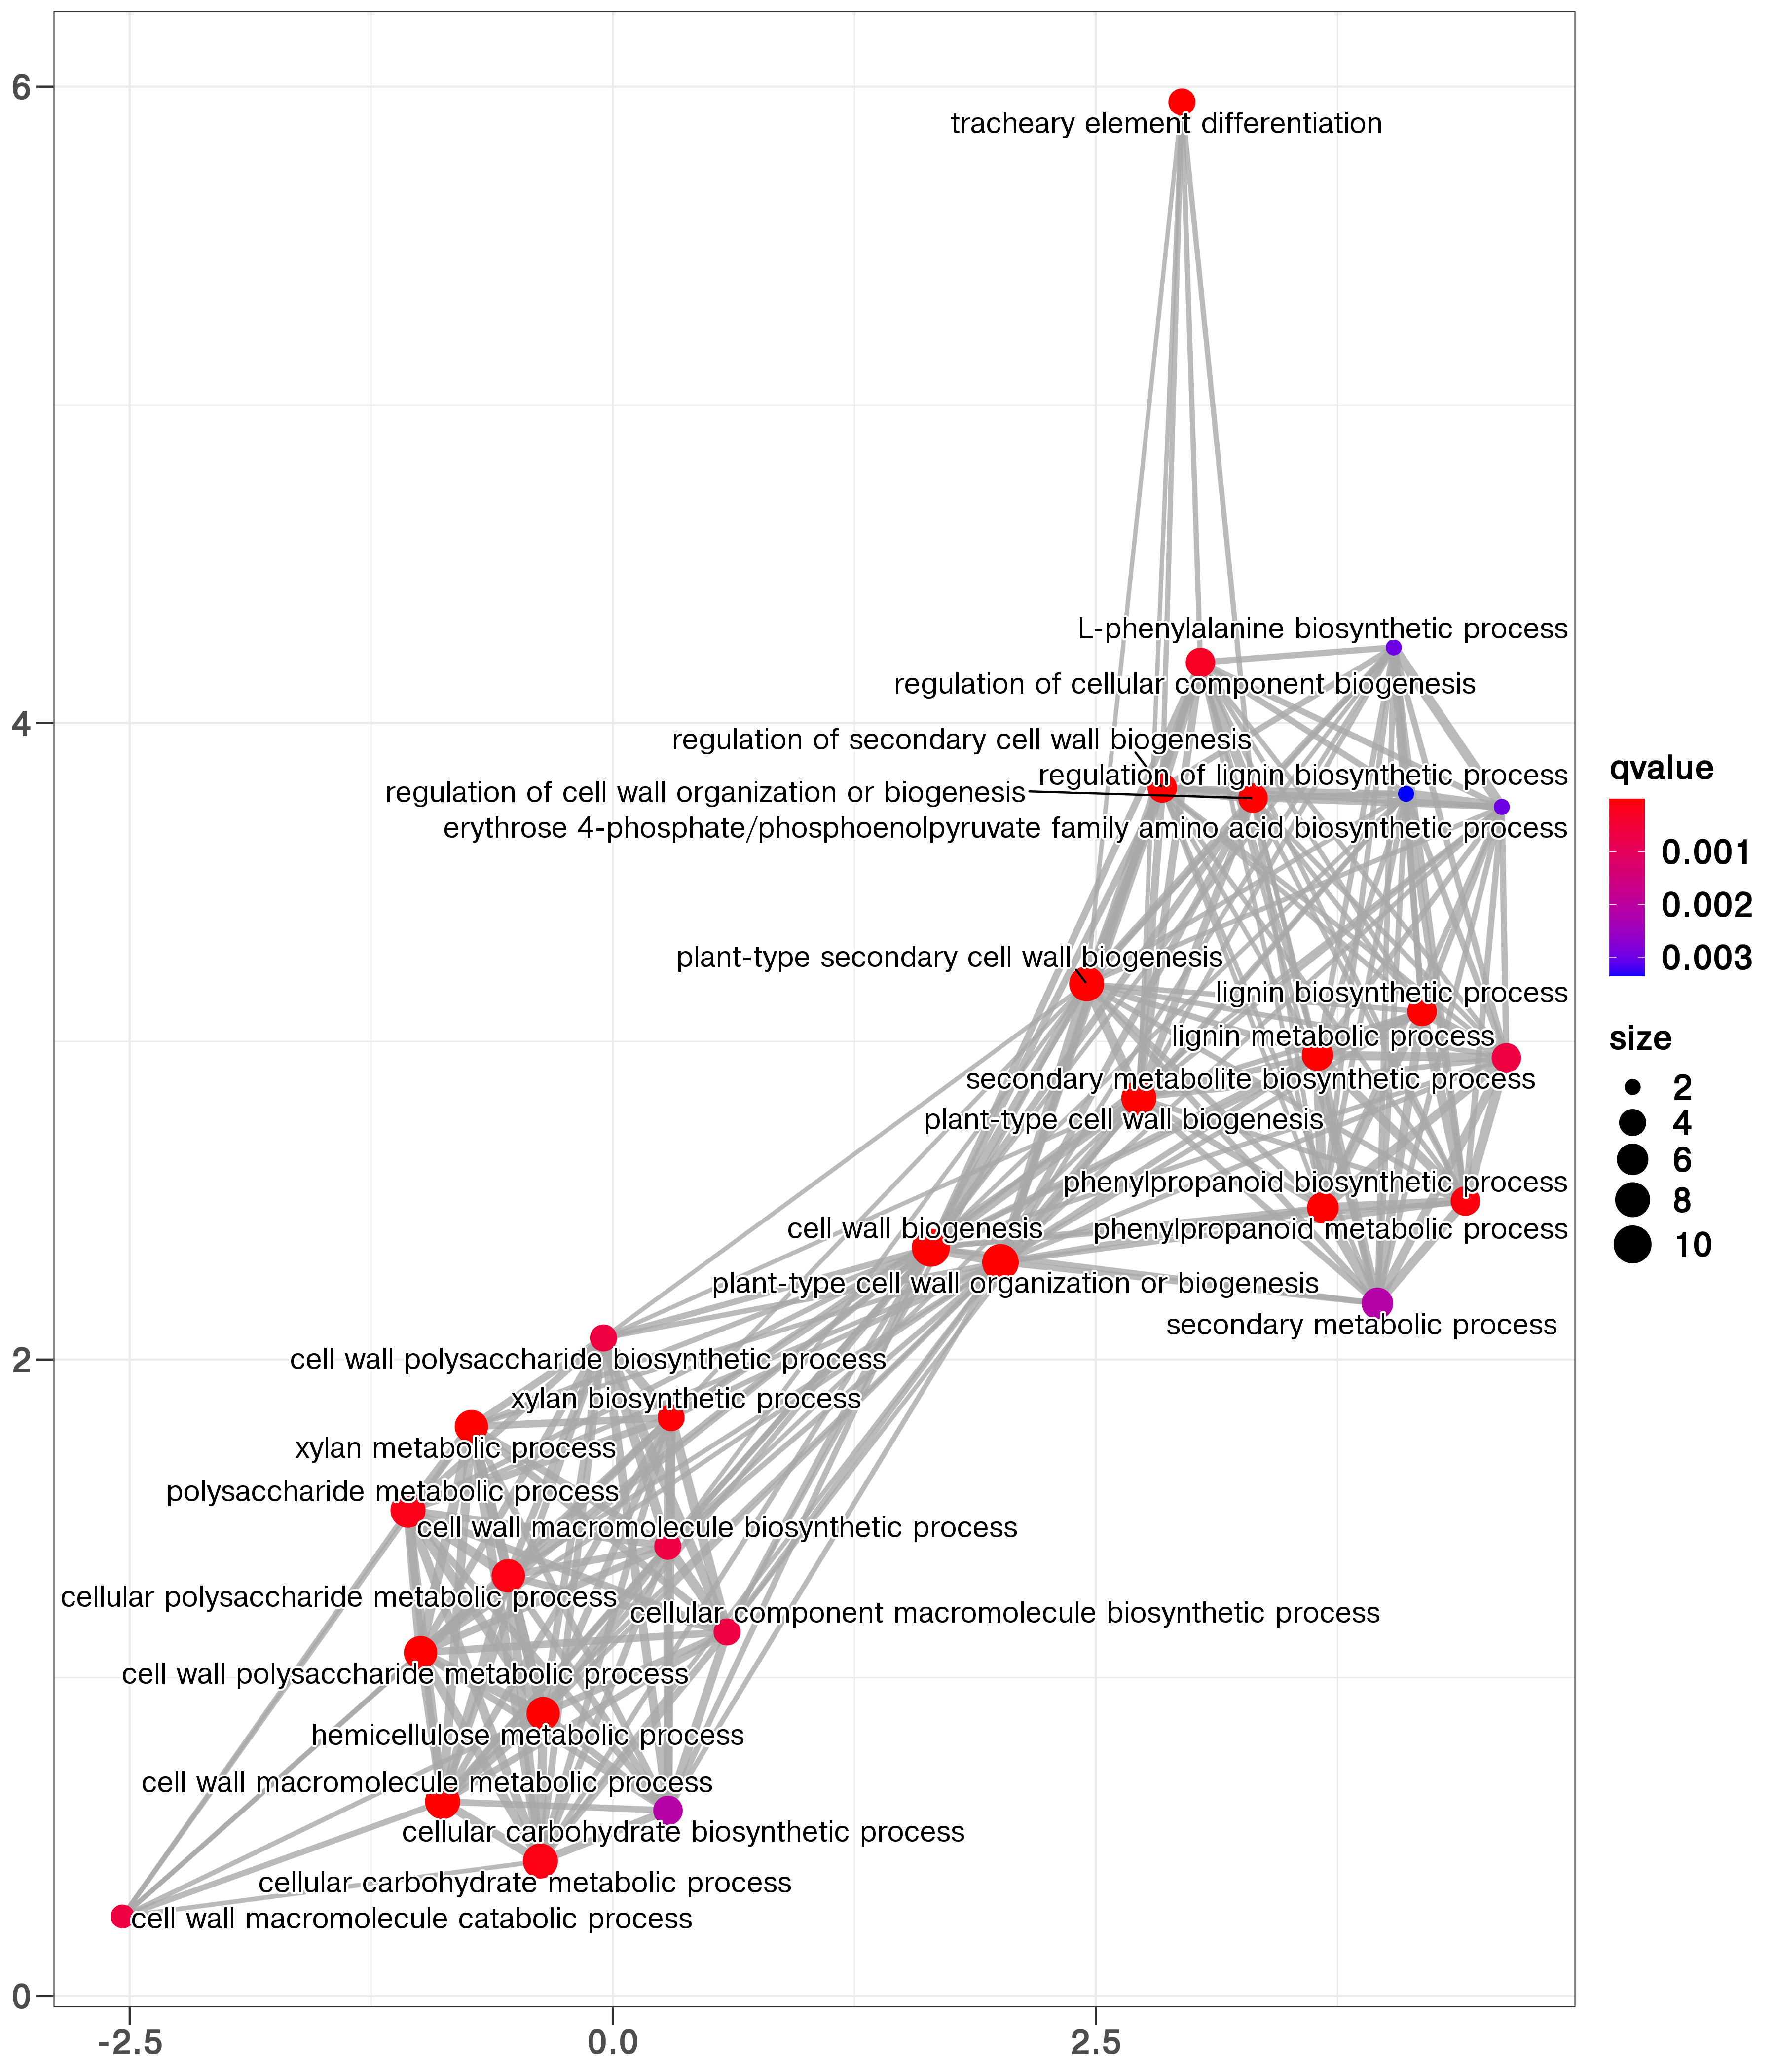 6
tracheary element differentiation
L-phenylalanine biosynthetic process
regulation of cellular component biogenesis
4
regulation of secondary cell wall biogenesis
regulation of lignin biosynthetic process
regulation of cell wall organization or biogenesis
erythrose 4-phosphate/phosphoenolpyruvate family amino acid biosynthetic process
plant-type secondary cell wall biogenesis
lignin biosynthetic process
lignin metabolic process
secondary metabolite biosynthetic process
plant-type cell wall biogenesis
phenylpropanoid biosynthetic process
cell wall biogenesis
phenylpropanoid metabolic process
plant-type cell wall organization or biogenesis
secondary metabolic process
2
cell wall polysaccharide biosynthetic process
xylan biosynthetic process
xylan metabolic process
polysaccharide metabolic process
cell wall macromolecule biosynthetic process
cellular polysaccharide metabolic process
cellular component macromolecule biosynthetic process
cell wall polysaccharide metabolic process
hemicellulose metabolic process
cell wall macromolecule metabolic process
cellular carbohydrate biosynthetic process
cellular carbohydrate metabolic process
cell wall macromolecule catabolic process
0
-2.5
0.0
2.5
qvalue
0.001
0.002
0.003
size
2
4
6
8
10